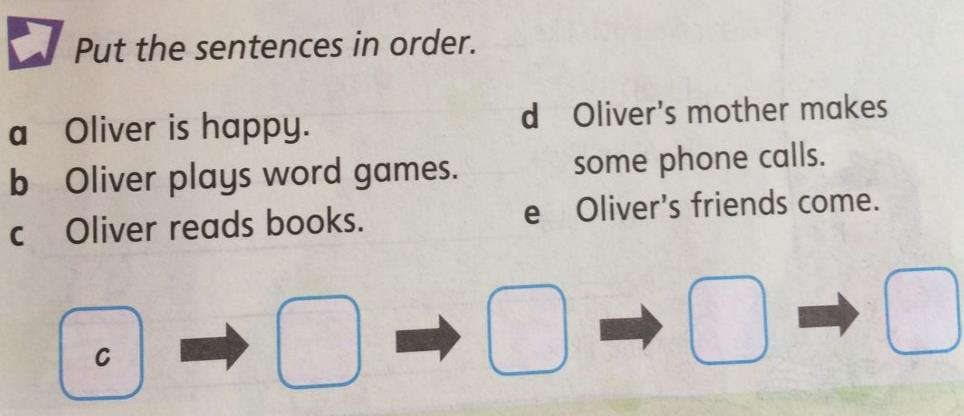 Put the sentences in order.
a Oliver is happy.
b Oliver plays word games.
c Oliver reads books.
d Oliver's mother makes
some phone calls.
e Oliver's friends come.
c